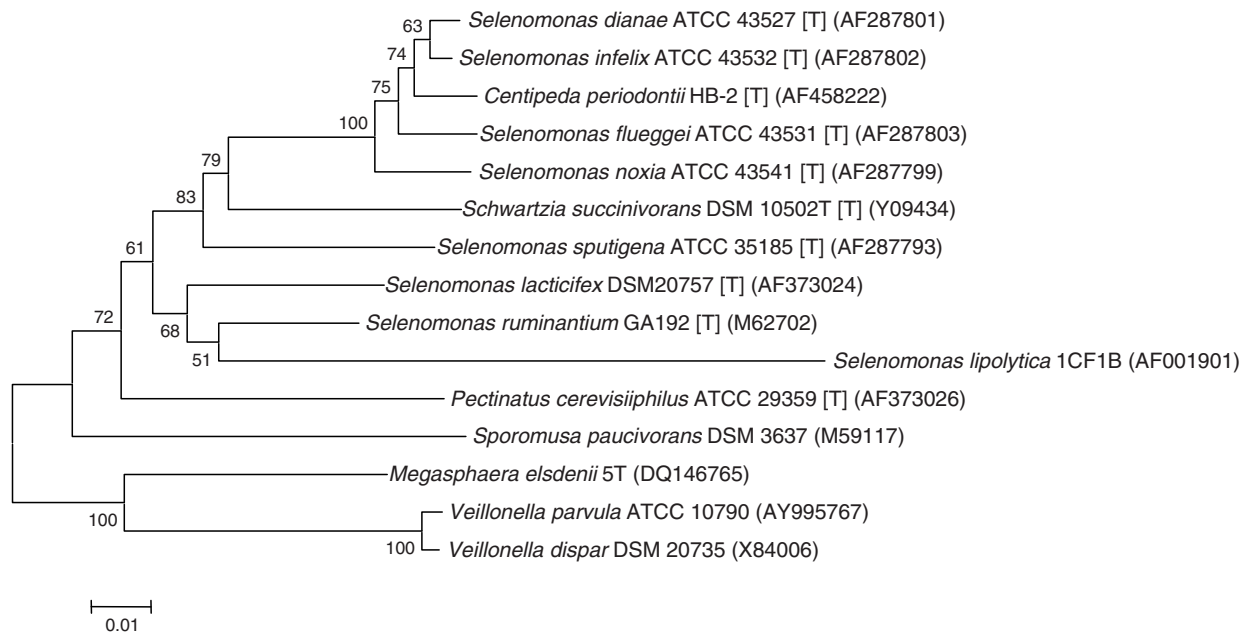 63
Selenomonas dianae ATCC 43527 [T] (AF287801)
Selenomonas infelix ATCC 43532 [T] (AF287802)
74
Centipeda periodontii HB-2 [T] (AF458222)
75
Selenomonas flueggei ATCC 43531 [T] (AF287803)
100
Selenomonas noxia ATCC 43541 [T] (AF287799)
79
Schwartzia succinivorans DSM 10502T [T] (Y09434)
83
Selenomonas sputigena ATCC 35185 [T] (AF287793)
61
Selenomonas lacticifex DSM20757 [T] (AF373024)
72
Selenomonas ruminantium GA192 [T] (M62702)
68
51
Selenomonas lipolytica 1CF1B (AF001901)
Pectinatus cerevisiiphilus ATCC 29359 [T] (AF373026)
Sporomusa paucivorans DSM 3637 (M59117)
Megasphaera elsdenii 5T (DQ146765)
100
Veillonella parvula ATCC 10790 (AY995767)
100
Veillonella dispar DSM 20735 (X84006)
0.01